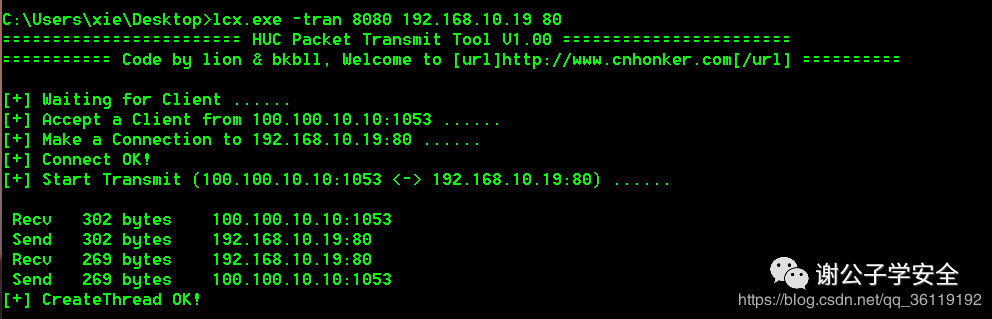 C:\Users\xie\Desktop>lcx.exe -tran 8080 192.168.10.19 80
======================== HUC Packet Transmit Tool V1.00 =======================
=========== Code by lion & bkbll, Welcome to [url]http://www.cnhonker.com[/url] ==========
[+] Waiting for Client ......
[+] Accept a Client from 100.100.10.10:1053 ......
[+] Make a Connection to 192.168.10.19:80 ......
[+] Connect OK!
[+] Start Transmit (100.100.10.10:1053 <-> 192.168.10.19:80) ......
Recv 302 bytes 100.100.10.10:1053
Send 302 bytes 192.168.10.19:80
Recv 269 bytes 192.168.10.19:80
Send 269 bytes 100.100.10.10:1053
[+] CreateThread OK!
谢公子学安全
https://blog.csdn.net/qq_36119192